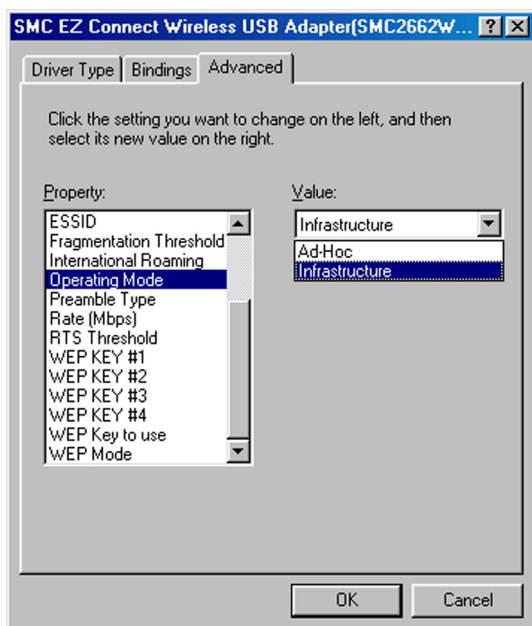 SMC EZ Connect Wireless USB Adapter(SMC2662W...
Driver Type
Bindings
Advanced
Click the setting you want to change on the left, and then
select its new value on the right.
Property:
ESSID
Fragmentation Threshold
International Roaming
Operating Mode
Preamble Type
Rate (Mbps)
RTS Threshold
WEP KEY #1
WEP KEY #2
WEP KEY #3
WEP KEY #4
WEP Key to use
WEP Mode
Value:
Infrastructure
Ad-Hoc
Infrastructure
OK
Cancel